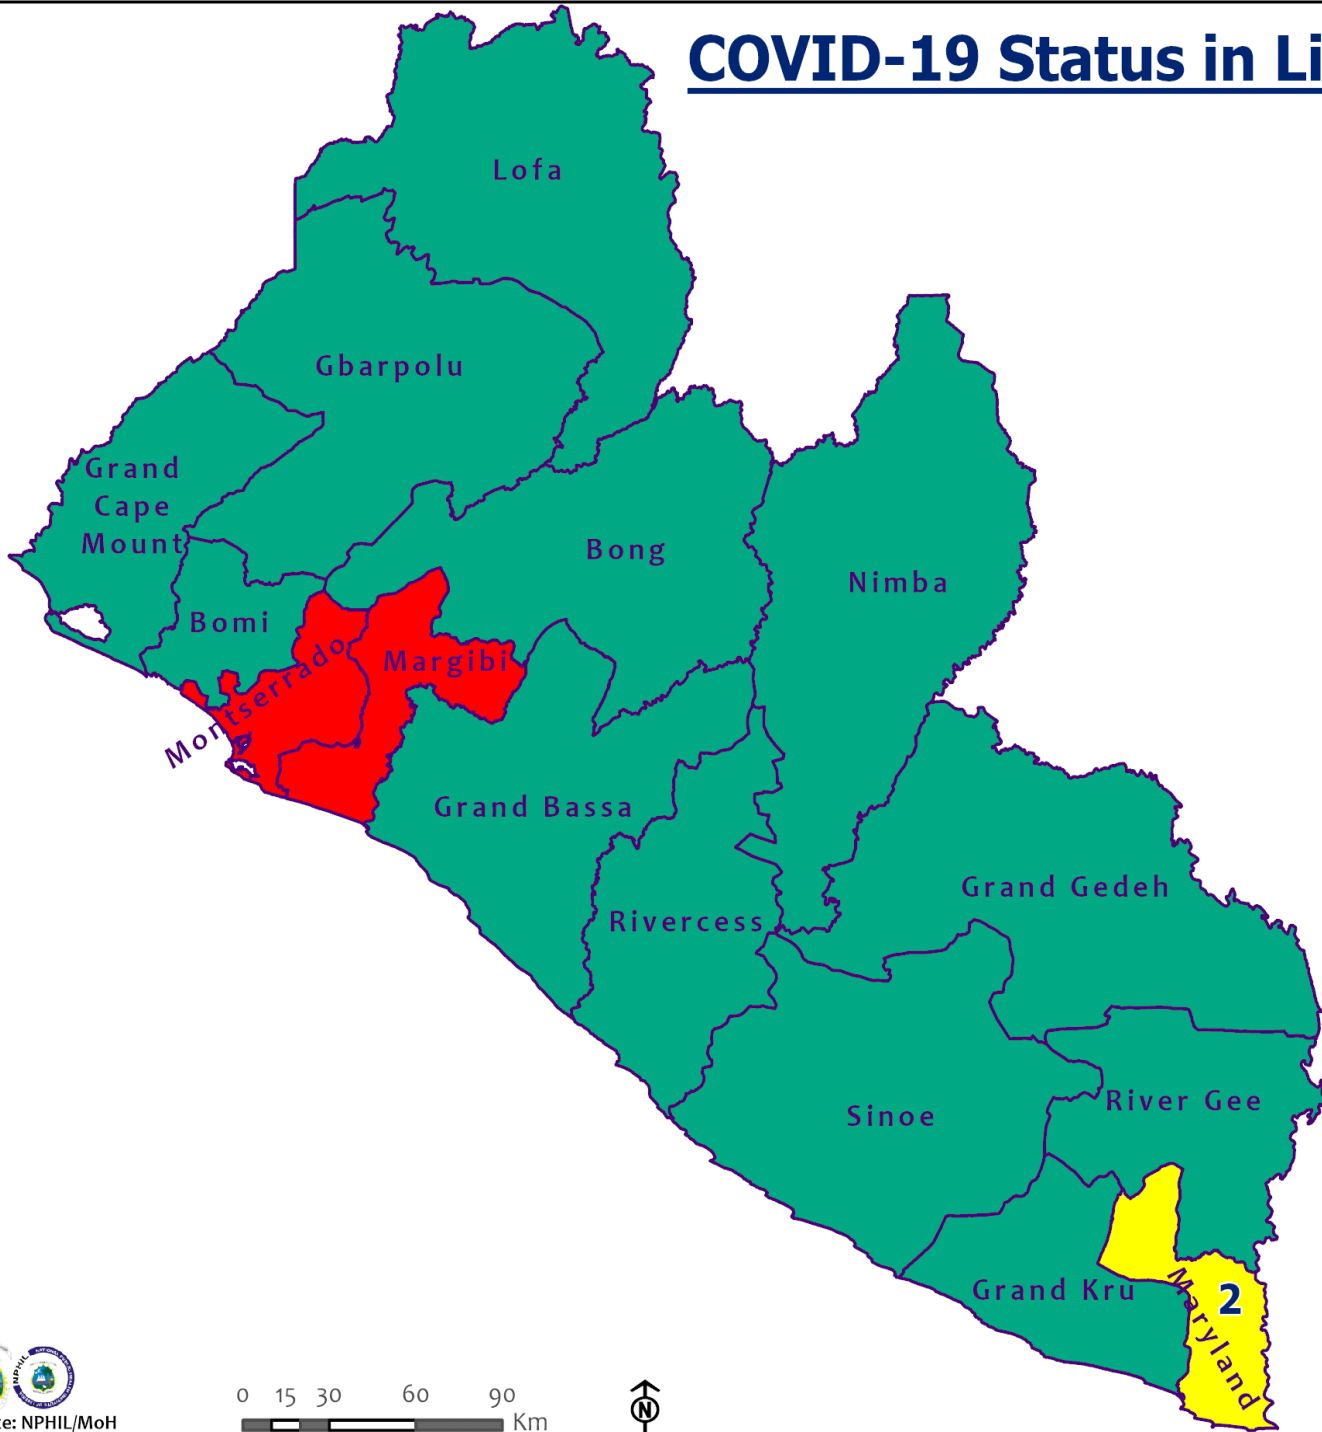 COVID-19 Status in Li
Lofa
Gbarpolu
Grand
Cape
Mount
Bong
Nimba
Bomi
Montserrado
Margibi
Grand Bassa
Grand Gedeh
Rivercess
River Gee
Sinoe
Grand Kru
Maryland
2
NPHIL
0 15 30 60 90
Km
N
e: NPHIL/MoH